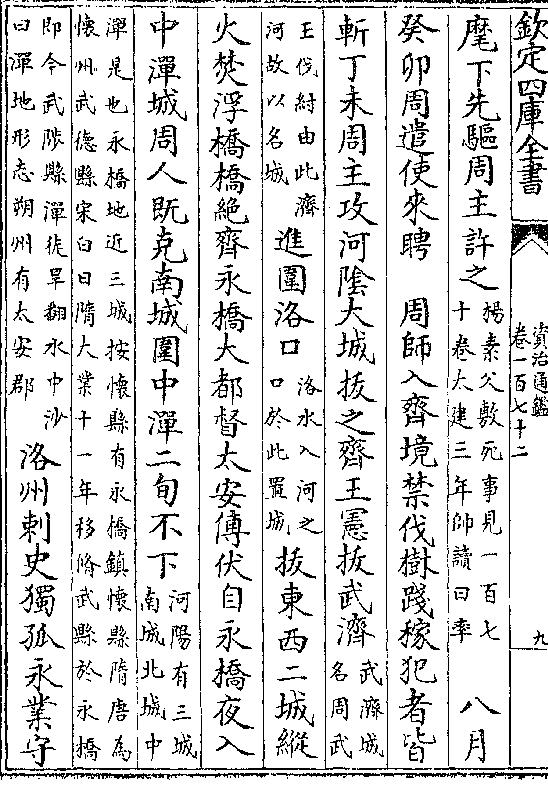 欽定四庫全書
資治通鑑
卷一百七十二
九
麾下先驅周主許之
楊素父敷死事見一百七
十卷太建三年帥讀曰率
八月
癸卯周遣使來聘　周師入齊境禁伐樹踐稼犯者皆
斬丁未周主攻河隂大城拔之齊王憲拔武濟
武濟城
名周武
王伐紂由此濟
河故以名城
進圍洛口
洛水入河之
口於此置城
拔東西二城縱
火焚浮橋橋絶齊永橋大都督太安傅伏自永橋夜入
中潬城周人既克南城圍中潬二旬不下
河陽有三城
南城北城中
潬是也永橋地近三城按懷縣有永橋鎮懷縣隋唐為
懷州武德縣宋白曰隋大業十一年移脩武縣於永橋
即今武陟縣潬徒旱翻水中沙
曰潬地形志朔州有太安郡
洛州刺史獨孤永業守